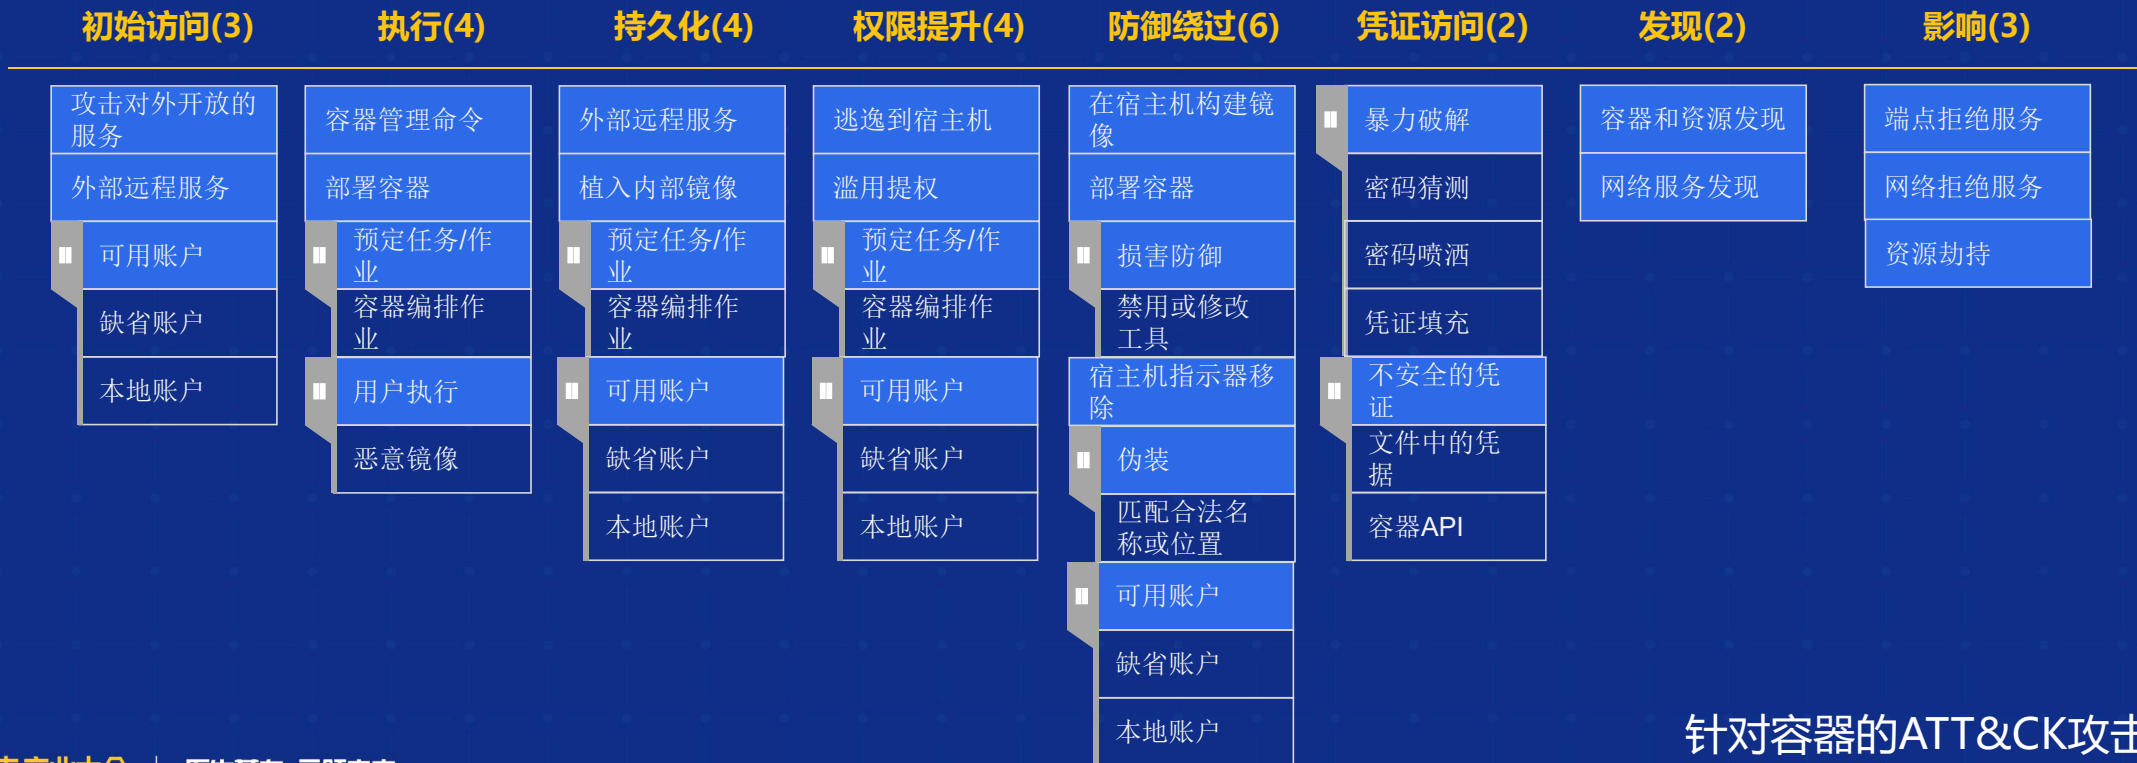 初始访问(3)
执行(4)
持久化(4)
权限提升(4)
防御绕过(6)
凭证访问(2)
发现(2)
影响(3)
攻击对外开放的
服务
外部远程服务
可用账户
缺省账户
本地账户
容器管理命令
部署容器
预定任务/作
业
容器编排作
业
用户执行
恶意镜像
外部远程服务
植入内部镜像
预定任务/作
业
容器编排作
业
可用账户
缺省账户
本地账户
逃逸到宿主机
滥用提权
预定任务/作
业
容器编排作
业
可用账户
缺省账户
本地账户
在宿主机构建镜
像
部署容器
损害防御
禁用或修改
工具
宿主机指示器移
除
伪装
匹配合法名
称或位置
可用账户
缺省账户
本地账户
暴力破解
密码猜测
密码喷洒
凭证填充
不安全的凭
证
文件中的凭
据
容器API
容器和资源发现
网络服务发现
端点拒绝服务
网络拒绝服务
资源劫持
针对容器的ATT&CK攻击